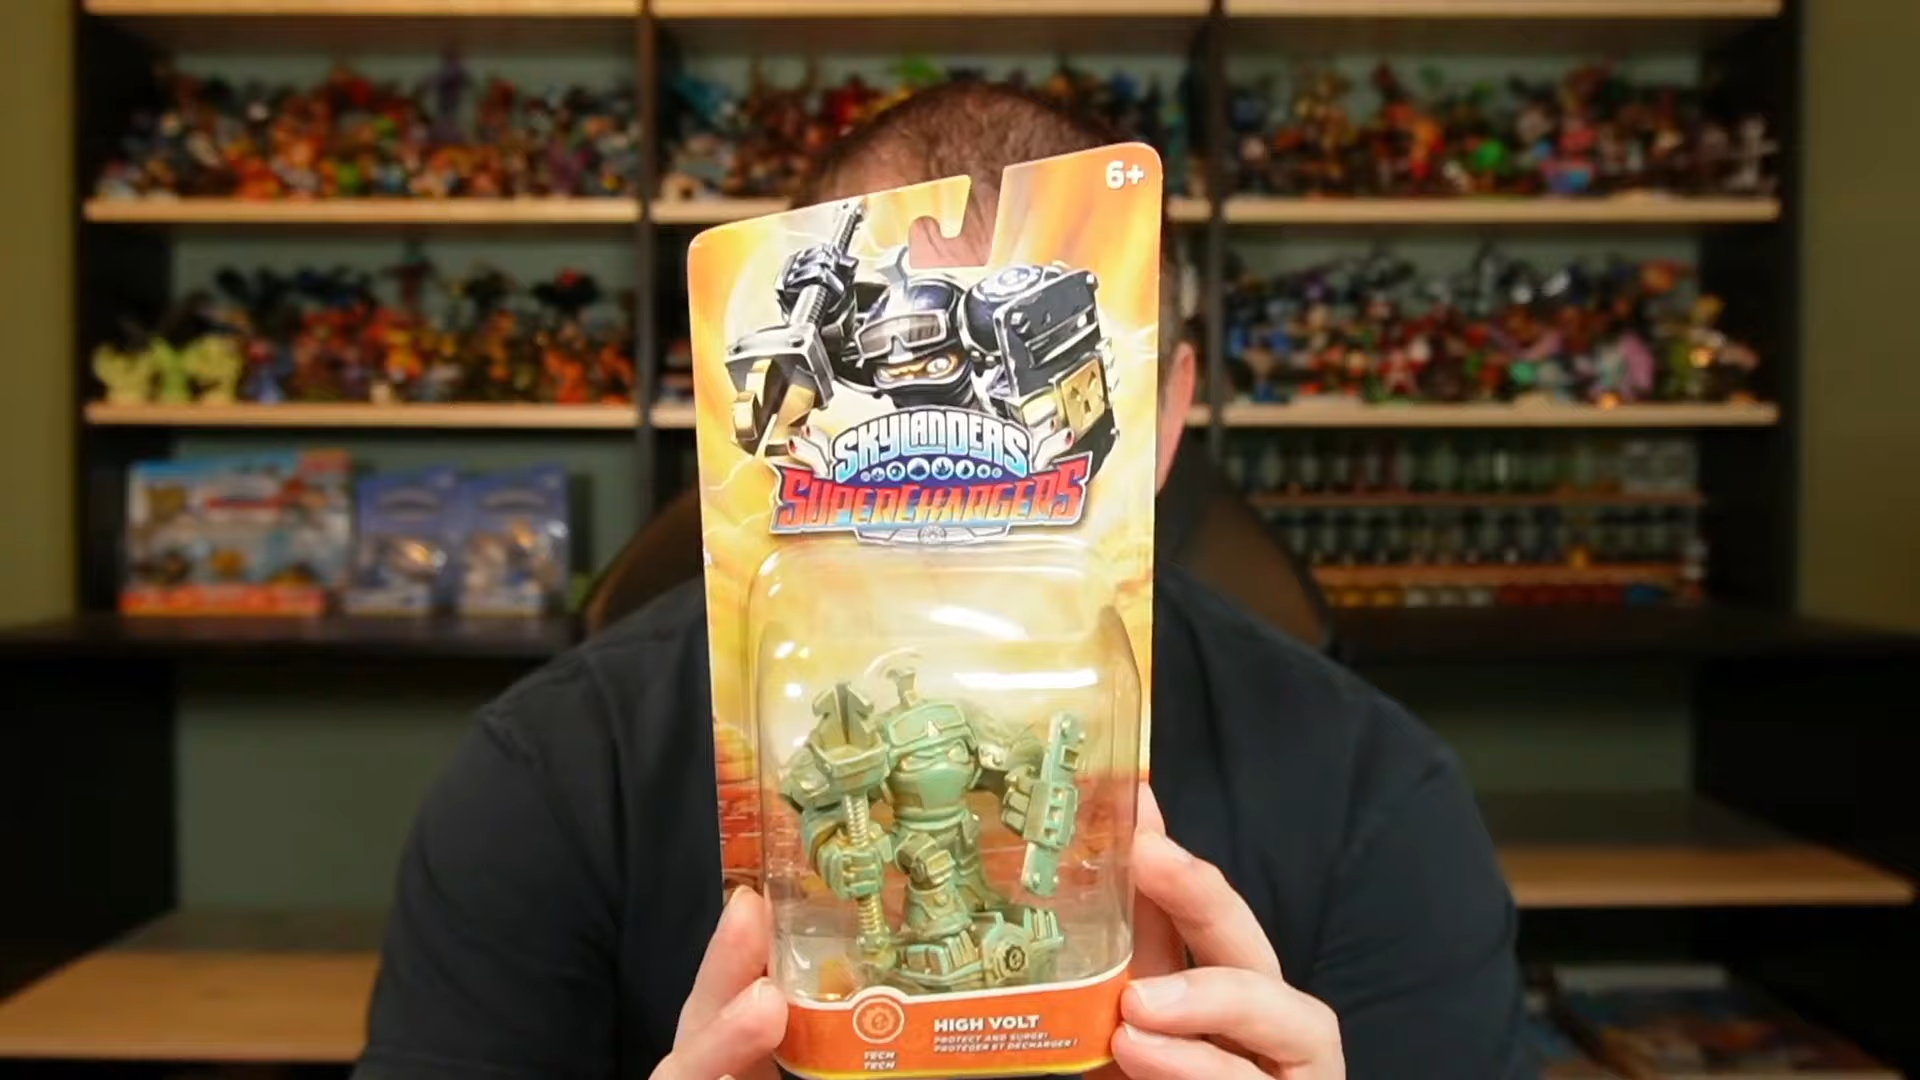 6+
SKYLANDERS
SUPERCHARGERS
HIGH VOLT
PROTECT AND SURGE!
PROTÉGER ET DÉCHARGER !
TECH
TECH